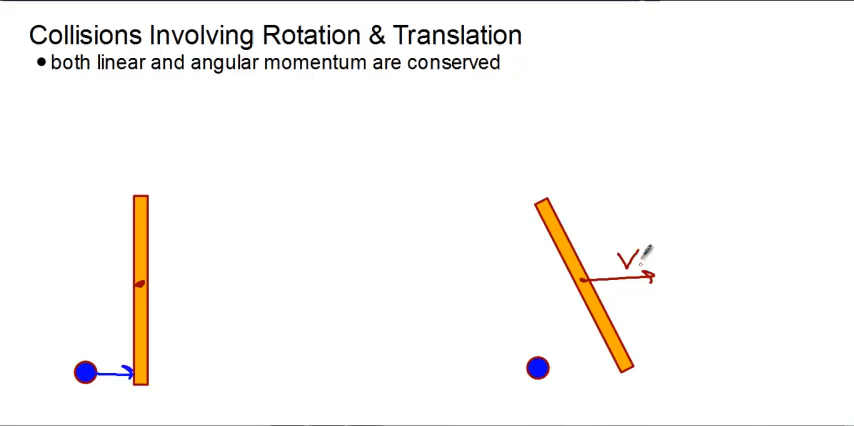 Collisions Involving Rotation & Translation
• both linear and angular momentum are conserved
V